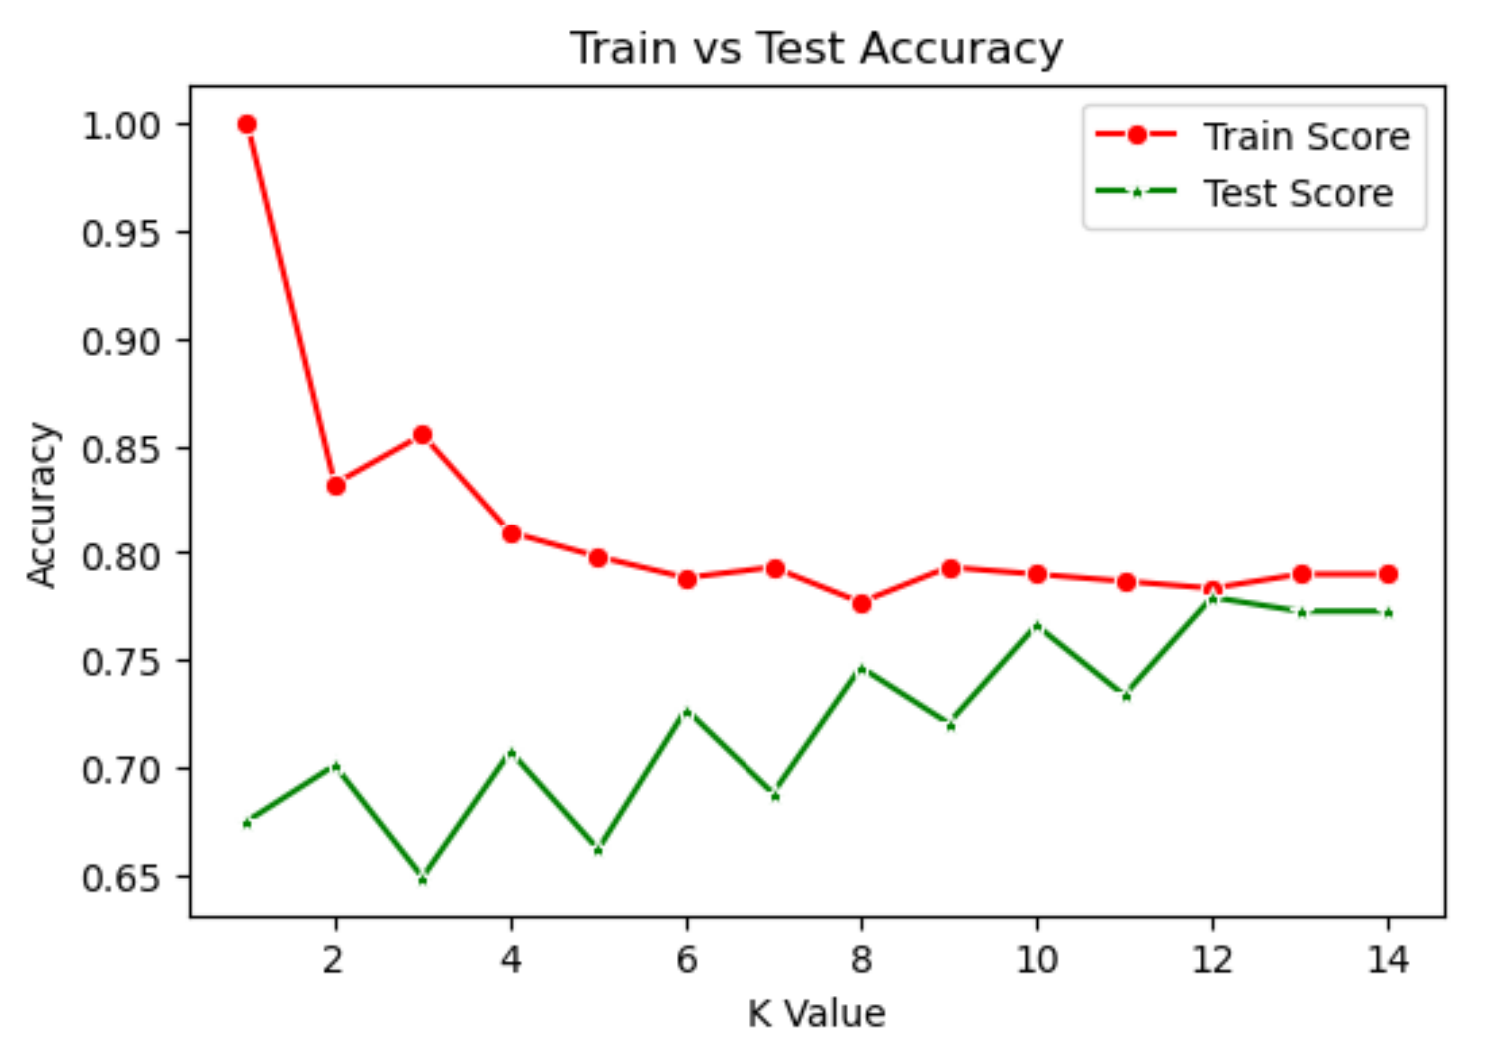 Train vs Test Accuracy
Train Score
Test Score
1.00
0.95
0.90
0.85
0.80
0.75
0.70
0.65
Accuracy
2 4 6 8 10 12 14
K Value